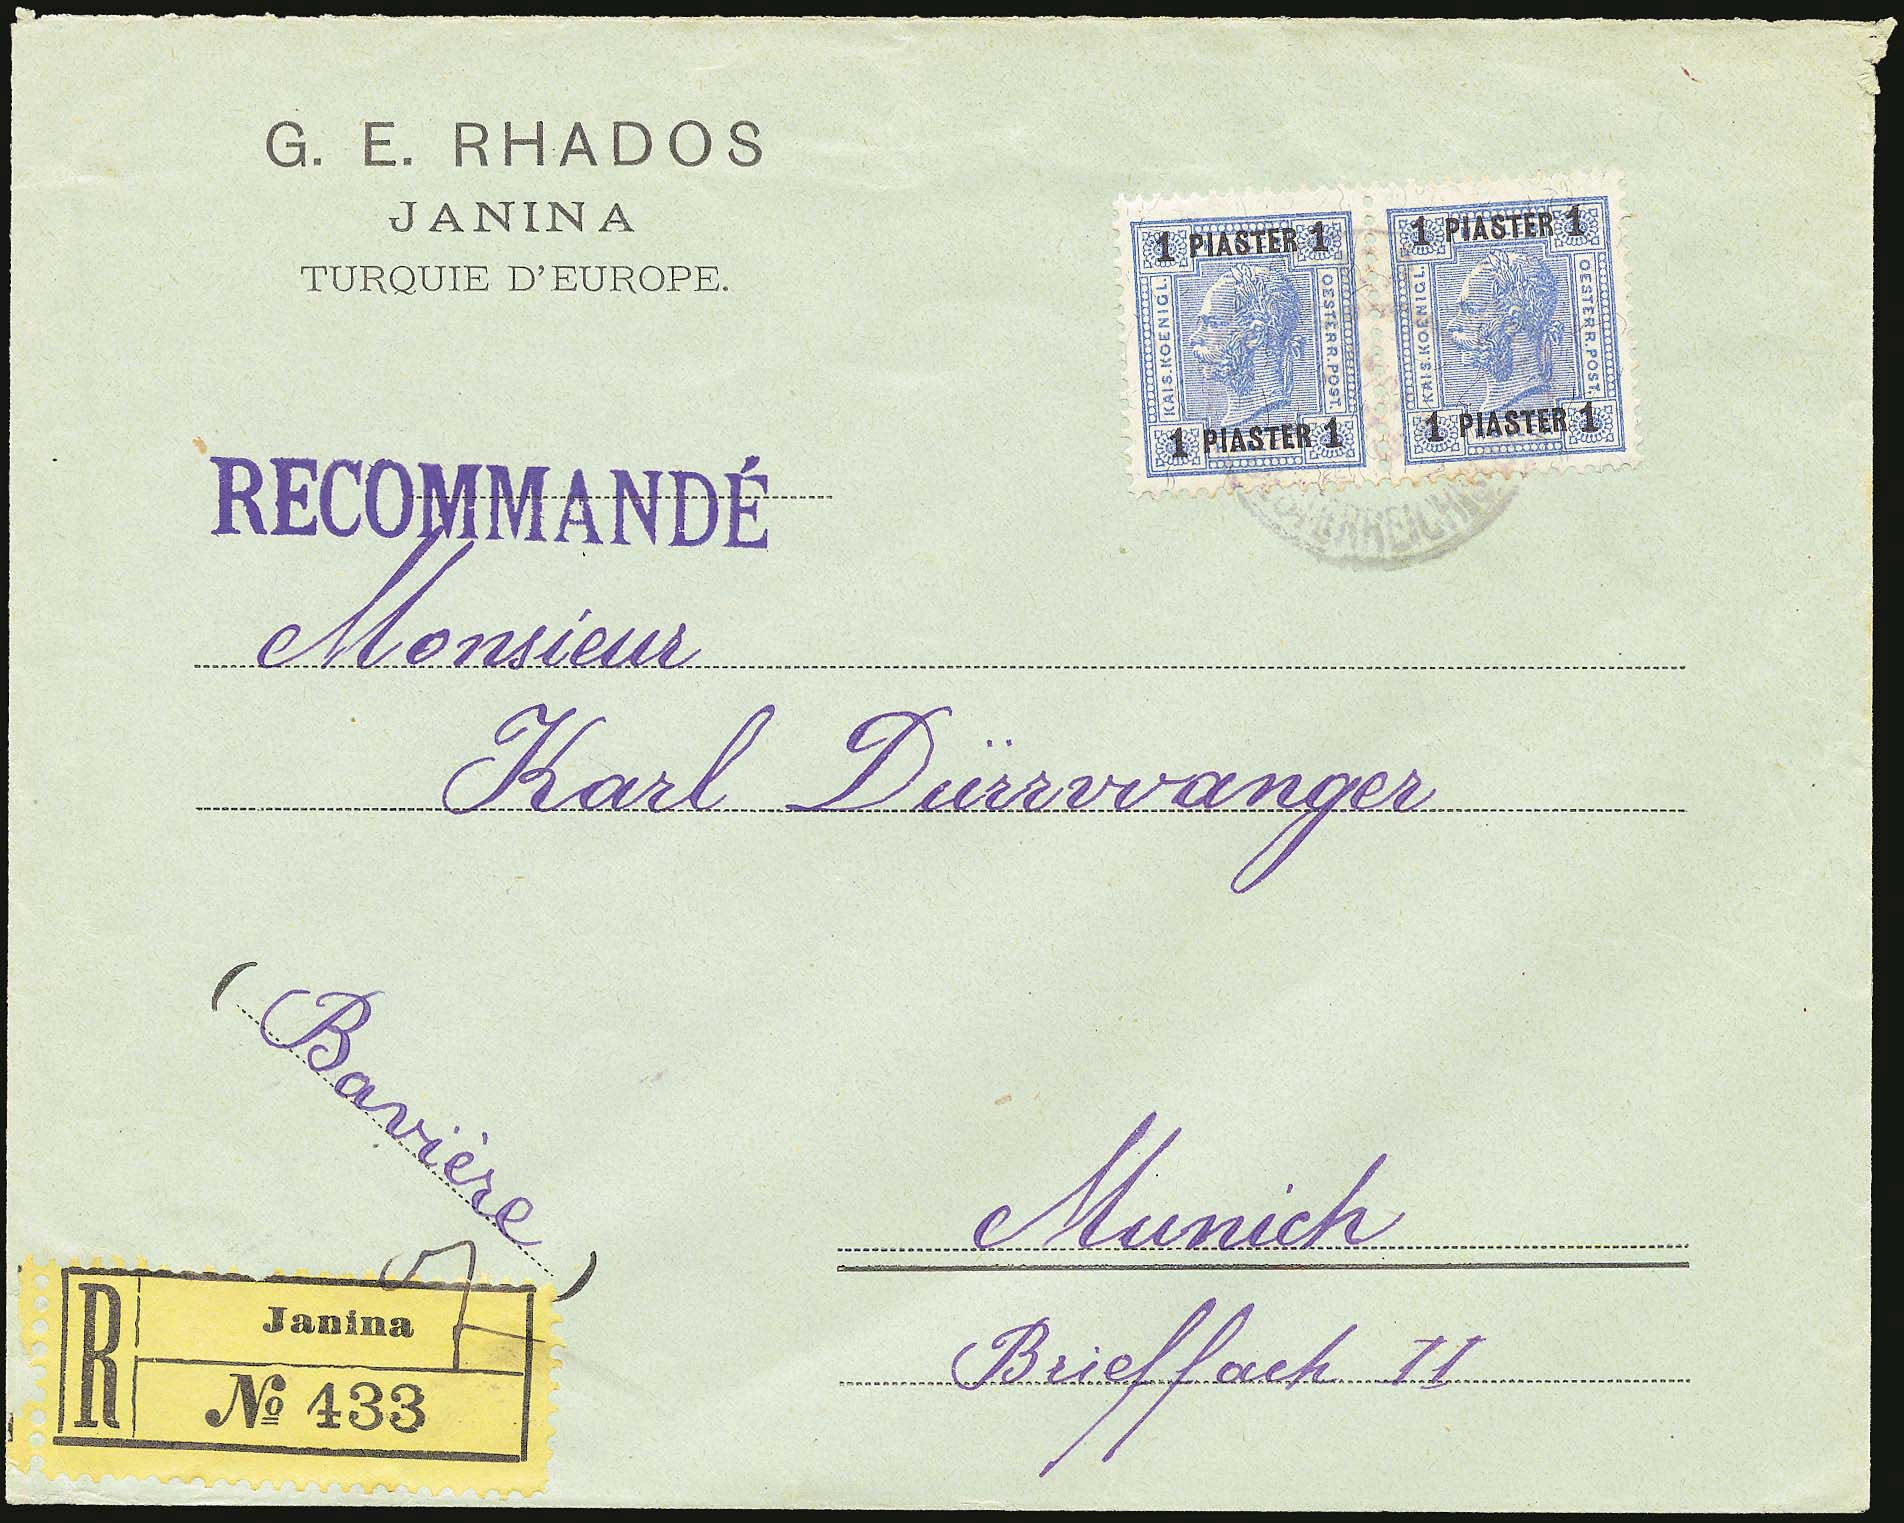 G. E. RHADOS
JANINA
TURQUIE D'EUROPE.
1 PIASTER 1
KAIS. KOENIGL.
OESTERR. POST.
1 PIASTER 1
1 PIASTER 1
KAIS. KOENIGL.
OESTERR. POST.
1 PIASTER 1
RECOMMANDÉ
Monsieur
Karl Dürrwanger
(Bavière)
Munich
Brieffach 11
R
Janina
No 433